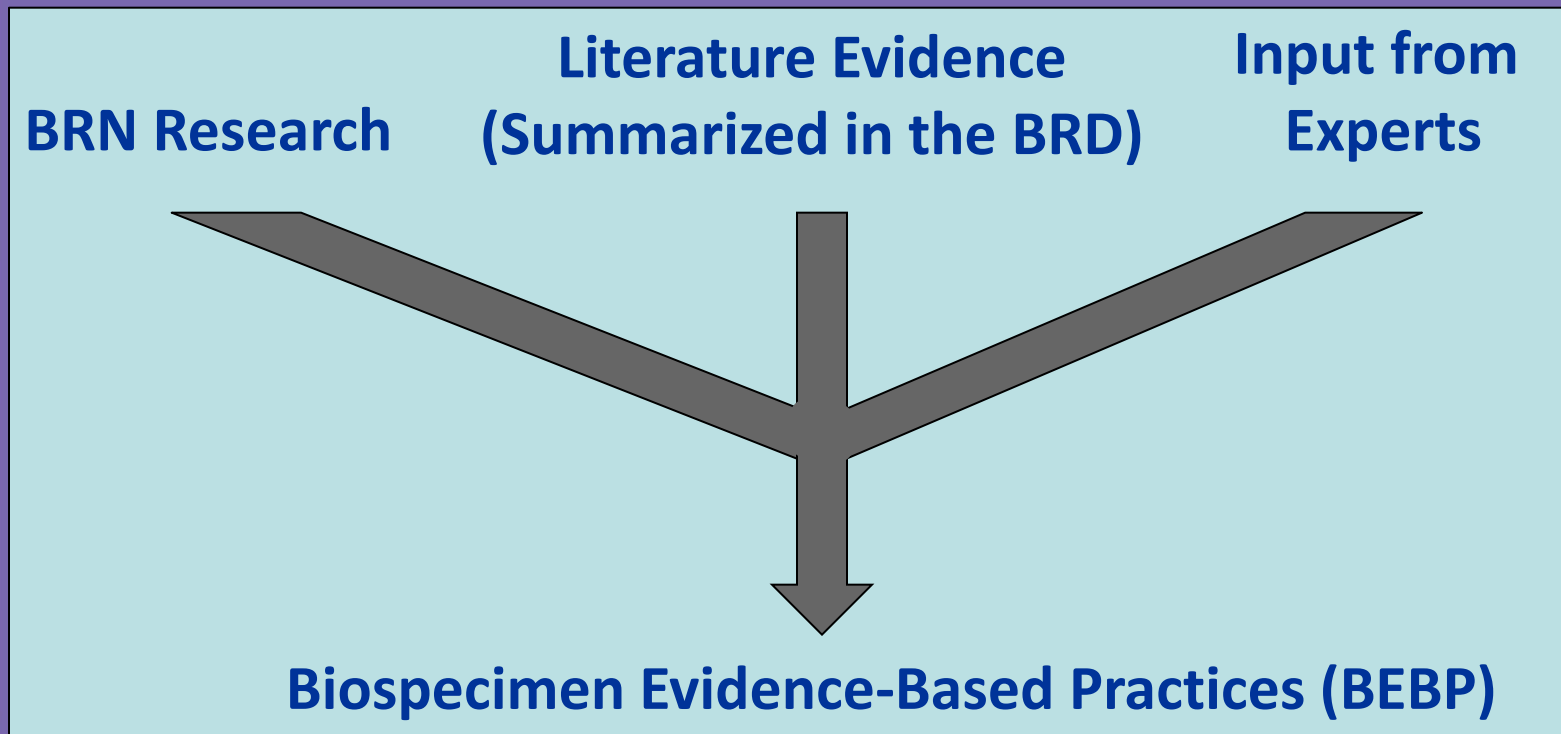 BRN Research
Literature Evidence
(Summarized in the BRD)
Input from
Experts
Biospecimen Evidence-Based Practices (BEBP)